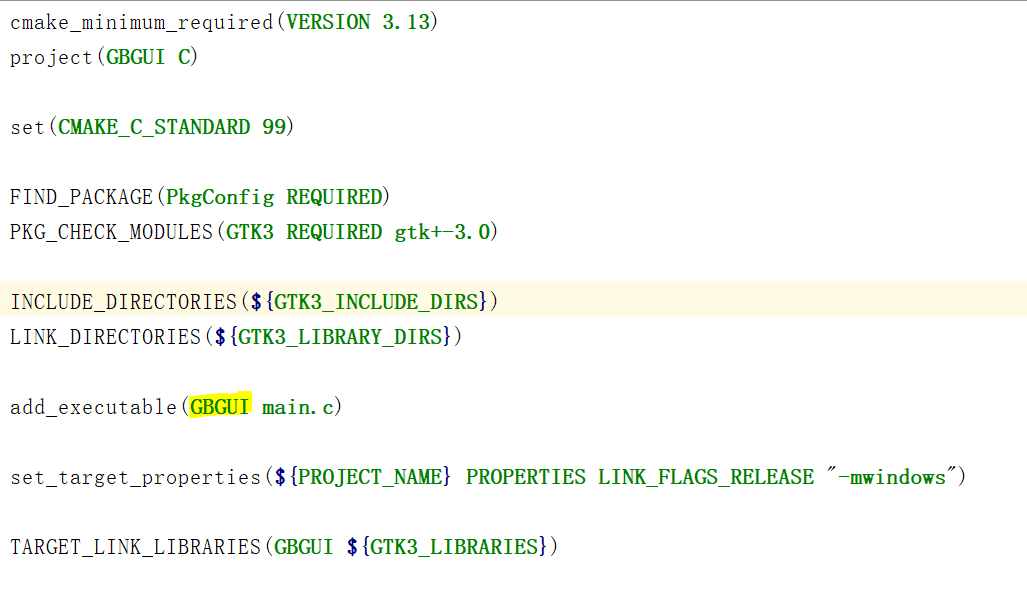 cmake_minimum_required(VERSION 3.13)
project(GBGUI C)
set(CMAKE_C_STANDARD 99)
FIND_PACKAGE(PkgConfig REQUIRED)
PKG_CHECK_MODULES(GTK3 REQUIRED gtk+-3.0)
INCLUDE_DIRECTORIES(${GTK3_INCLUDE_DIRS})
LINK_DIRECTORIES(${GTK3_LIBRARY_DIRS})
add_executable(GBGUI main.c)
set_target_properties(${PROJECT_NAME} PROPERTIES LINK_FLAGS_RELEASE "-mwindows")
TARGET_LINK_LIBRARIES(GBGUI ${GTK3_LIBRARIES})